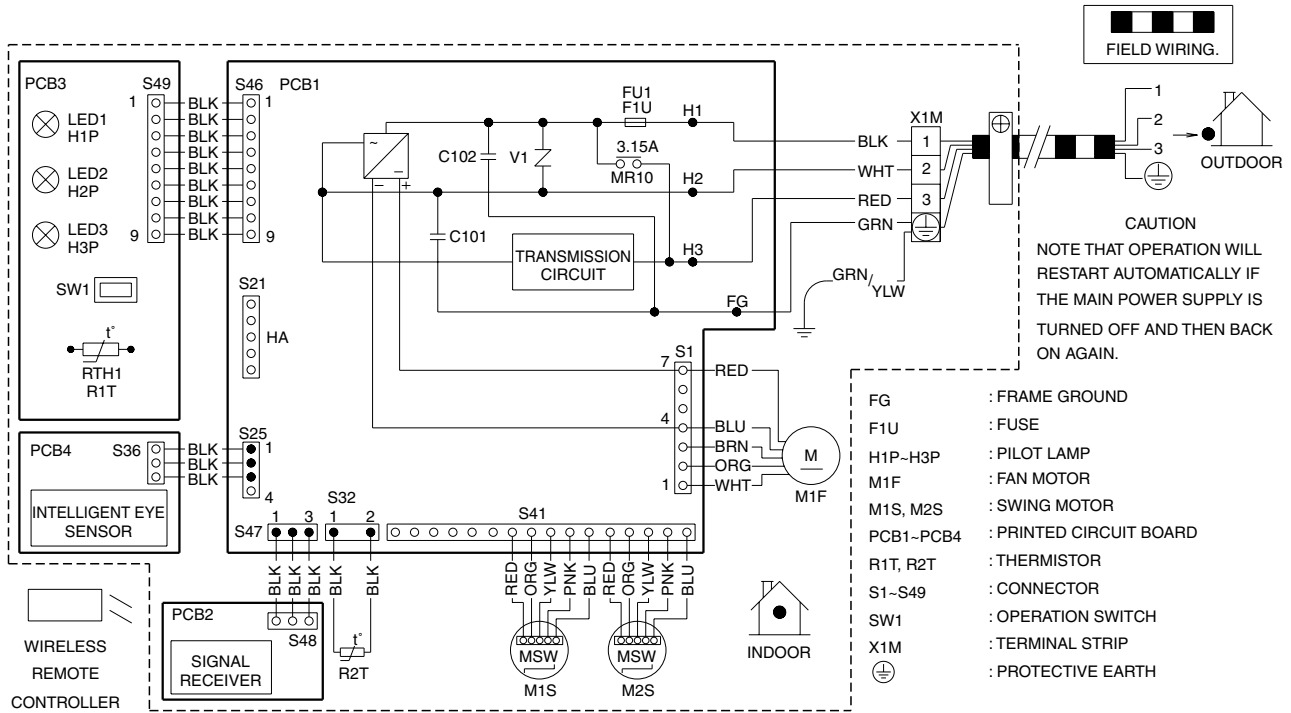 FIELD WIRING.
PCB3
S49
S46
PCB1
1
1
9
9
BLK
BLK
BLK
BLK
BLK
BLK
BLK
BLK
BLK
LED1
H1P
LED2
H2P
LED3
H3P
SW1
t°
RTH1
R1T
S21
HA
~
–
–
+
C102
V1
FU1
F1U
3.15A
MR10
H1
H2
H3
FG
C101
TRANSMISSION
CIRCUIT
BLK
WHT
RED
GRN
GRN/
YLW
X1M
1
2
3
1
2
3
OUTDOOR
CAUTION
NOTE THAT OPERATION WILL
RESTART AUTOMATICALLY IF
THE MAIN POWER SUPPLY IS
TURNED OFF AND THEN BACK
ON AGAIN.
S1
7
4
1
RED
BLU
BRN
ORG
WHT
M
M1F
PCB4
S36
BLK
BLK
BLK
S25
1
4
INTELLIGENT EYE
SENSOR
S47
1
3
S32
1
2
S41
BLK
BLK
BLK
BLK
BLK
RED
ORG
YLW
PNK
BLU
RED
ORG
YLW
PNK
BLU
PCB2
S48
SIGNAL
RECEIVER
t°
R2T
MSW
M1S
MSW
M2S
INDOOR
WIRELESS
REMOTE
CONTROLLER
FG : FRAME GROUND
F1U : FUSE
H1P~H3P : PILOT LAMP
M1F : FAN MOTOR
M1S, M2S : SWING MOTOR
PCB1~PCB4 : PRINTED CIRCUIT BOARD
R1T, R2T : THERMISTOR
S1~S49 : CONNECTOR
SW1 : OPERATION SWITCH
X1M : TERMINAL STRIP
: PROTECTIVE EARTH